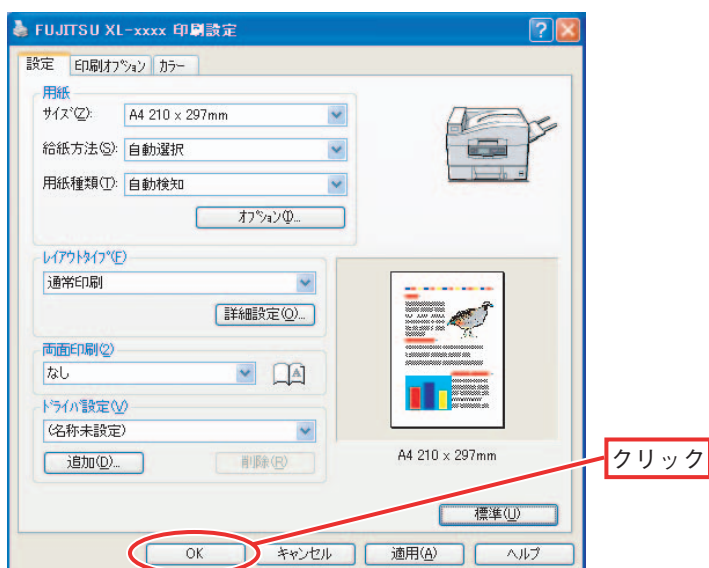 FUJITSU XL-xxxx 印刷設定
設定 印刷オプション カラー
用紙
サイズ(Z): A4 210 x 297mm
給紙方法(S): 自動選択
用紙種類(T): 自動検知
オプション(I)...
レイアウトタイプ(F)
通常印刷
詳細設定(O)...
両面印刷(2)
なし
ドライバ設定(V)
(名称未設定)
追加(D)... 削除(R)
A4 210 x 297mm
クリック
標準(U)
OK キャンセル 適用(A) ヘルプ